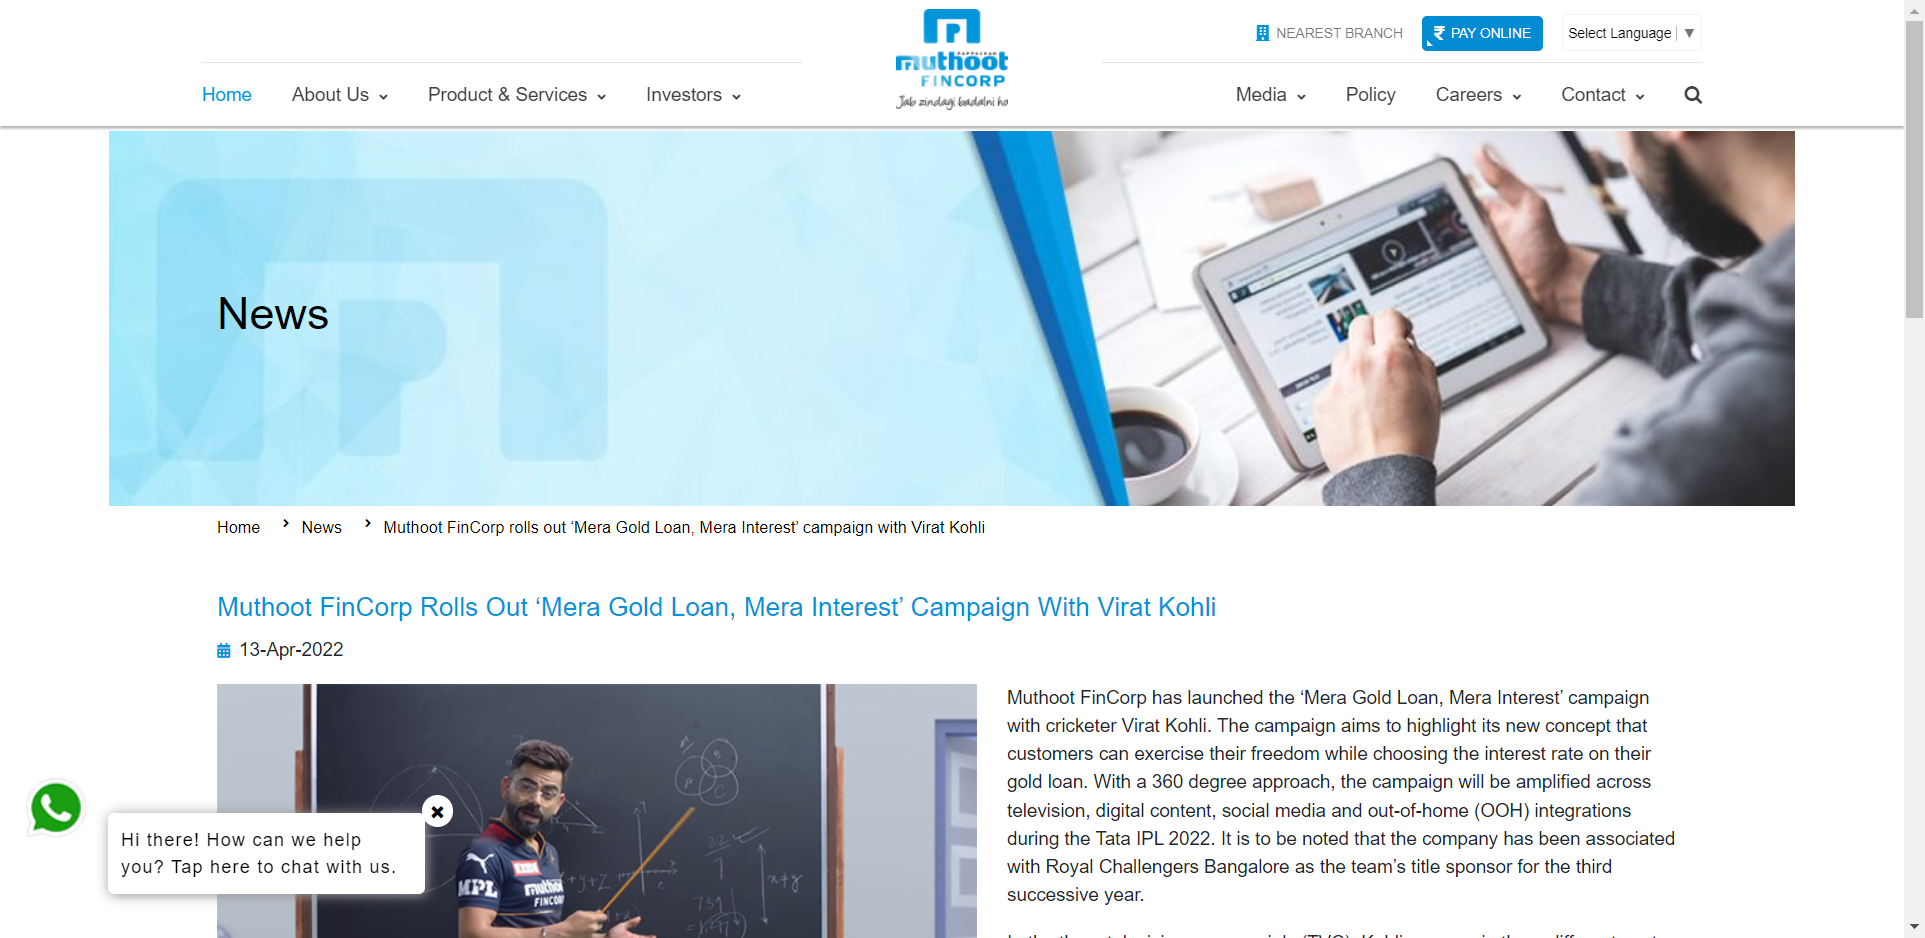 NEAREST BRANCH
PAY ONLINE
Select Language
PAPPACHAN
muthoot
FINCORP
Jab zindagi badalni ho
Home
About Us
Product & Services
Investors
Media
Policy
Careers
Contact
News
Home
News
Muthoot FinCorp rolls out ‘Mera Gold Loan, Mera Interest’ campaign with Virat Kohli
Muthoot FinCorp Rolls Out ‘Mera Gold Loan, Mera Interest’ Campaign With Virat Kohli
13-Apr-2022
Muthoot FinCorp has launched the ‘Mera Gold Loan, Mera Interest’ campaign
with cricketer Virat Kohli. The campaign aims to highlight its new concept that
customers can exercise their freedom while choosing the interest rate on their
gold loan. With a 360 degree approach, the campaign will be amplified across
television, digital content, social media and out-of-home (OOH) integrations
during the Tata IPL 2022. It is to be noted that the company has been associated
with Royal Challengers Bangalore as the team’s title sponsor for the third
successive year.
MPL
muthoot
FINCORP
x+y
Hi there! How can we help
you? Tap here to chat with us.